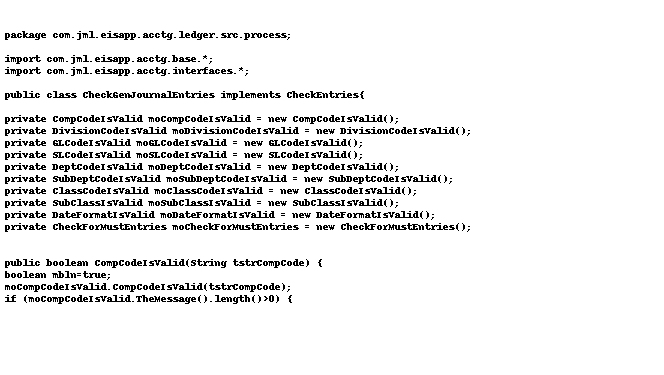 package com.jml.eisapp.acctg.ledger.src.process;
import com.jml.eisapp.acctg.base.*;
import com.jml.eisapp.acctg.interfaces.*;
public class CheckGenJournalEntries implements CheckEntries{
private CompCodeIsValid moCompCodeIsValid = new CompCodeIsValid();
private DivisionCodeIsValid moDivisionCodeIsValid = new DivisionCodeIsValid();
private GLCodeIsValid moGLCodeIsValid = new GLCodeIsValid();
private SLCodeIsValid moSLCodeIsValid = new SLCodeIsValid();
private DeptCodeIsValid moDeptCodeIsValid = new DeptCodeIsValid();
private SubDeptCodeIsValid moSubDeptCodeIsValid = new SubDeptCodeIsValid();
private ClassCodeIsValid moClassCodeIsValid = new ClassCodeIsValid();
private SubClassIsValid moSubClassIsValid = new SubClassIsValid();
private DateFormatIsValid moDateFormatIsValid = new DateFormatIsValid();
private CheckForMustEntries moCheckForMustEntries = new CheckForMustEntries();
public boolean CompCodeIsValid(String tstrCompCode) {
boolean mbln=true;
moCompCodeIsValid.CompCodeIsValid(tstrCompCode);
if (moCompCodeIsValid.TheMessage().length()>0) {